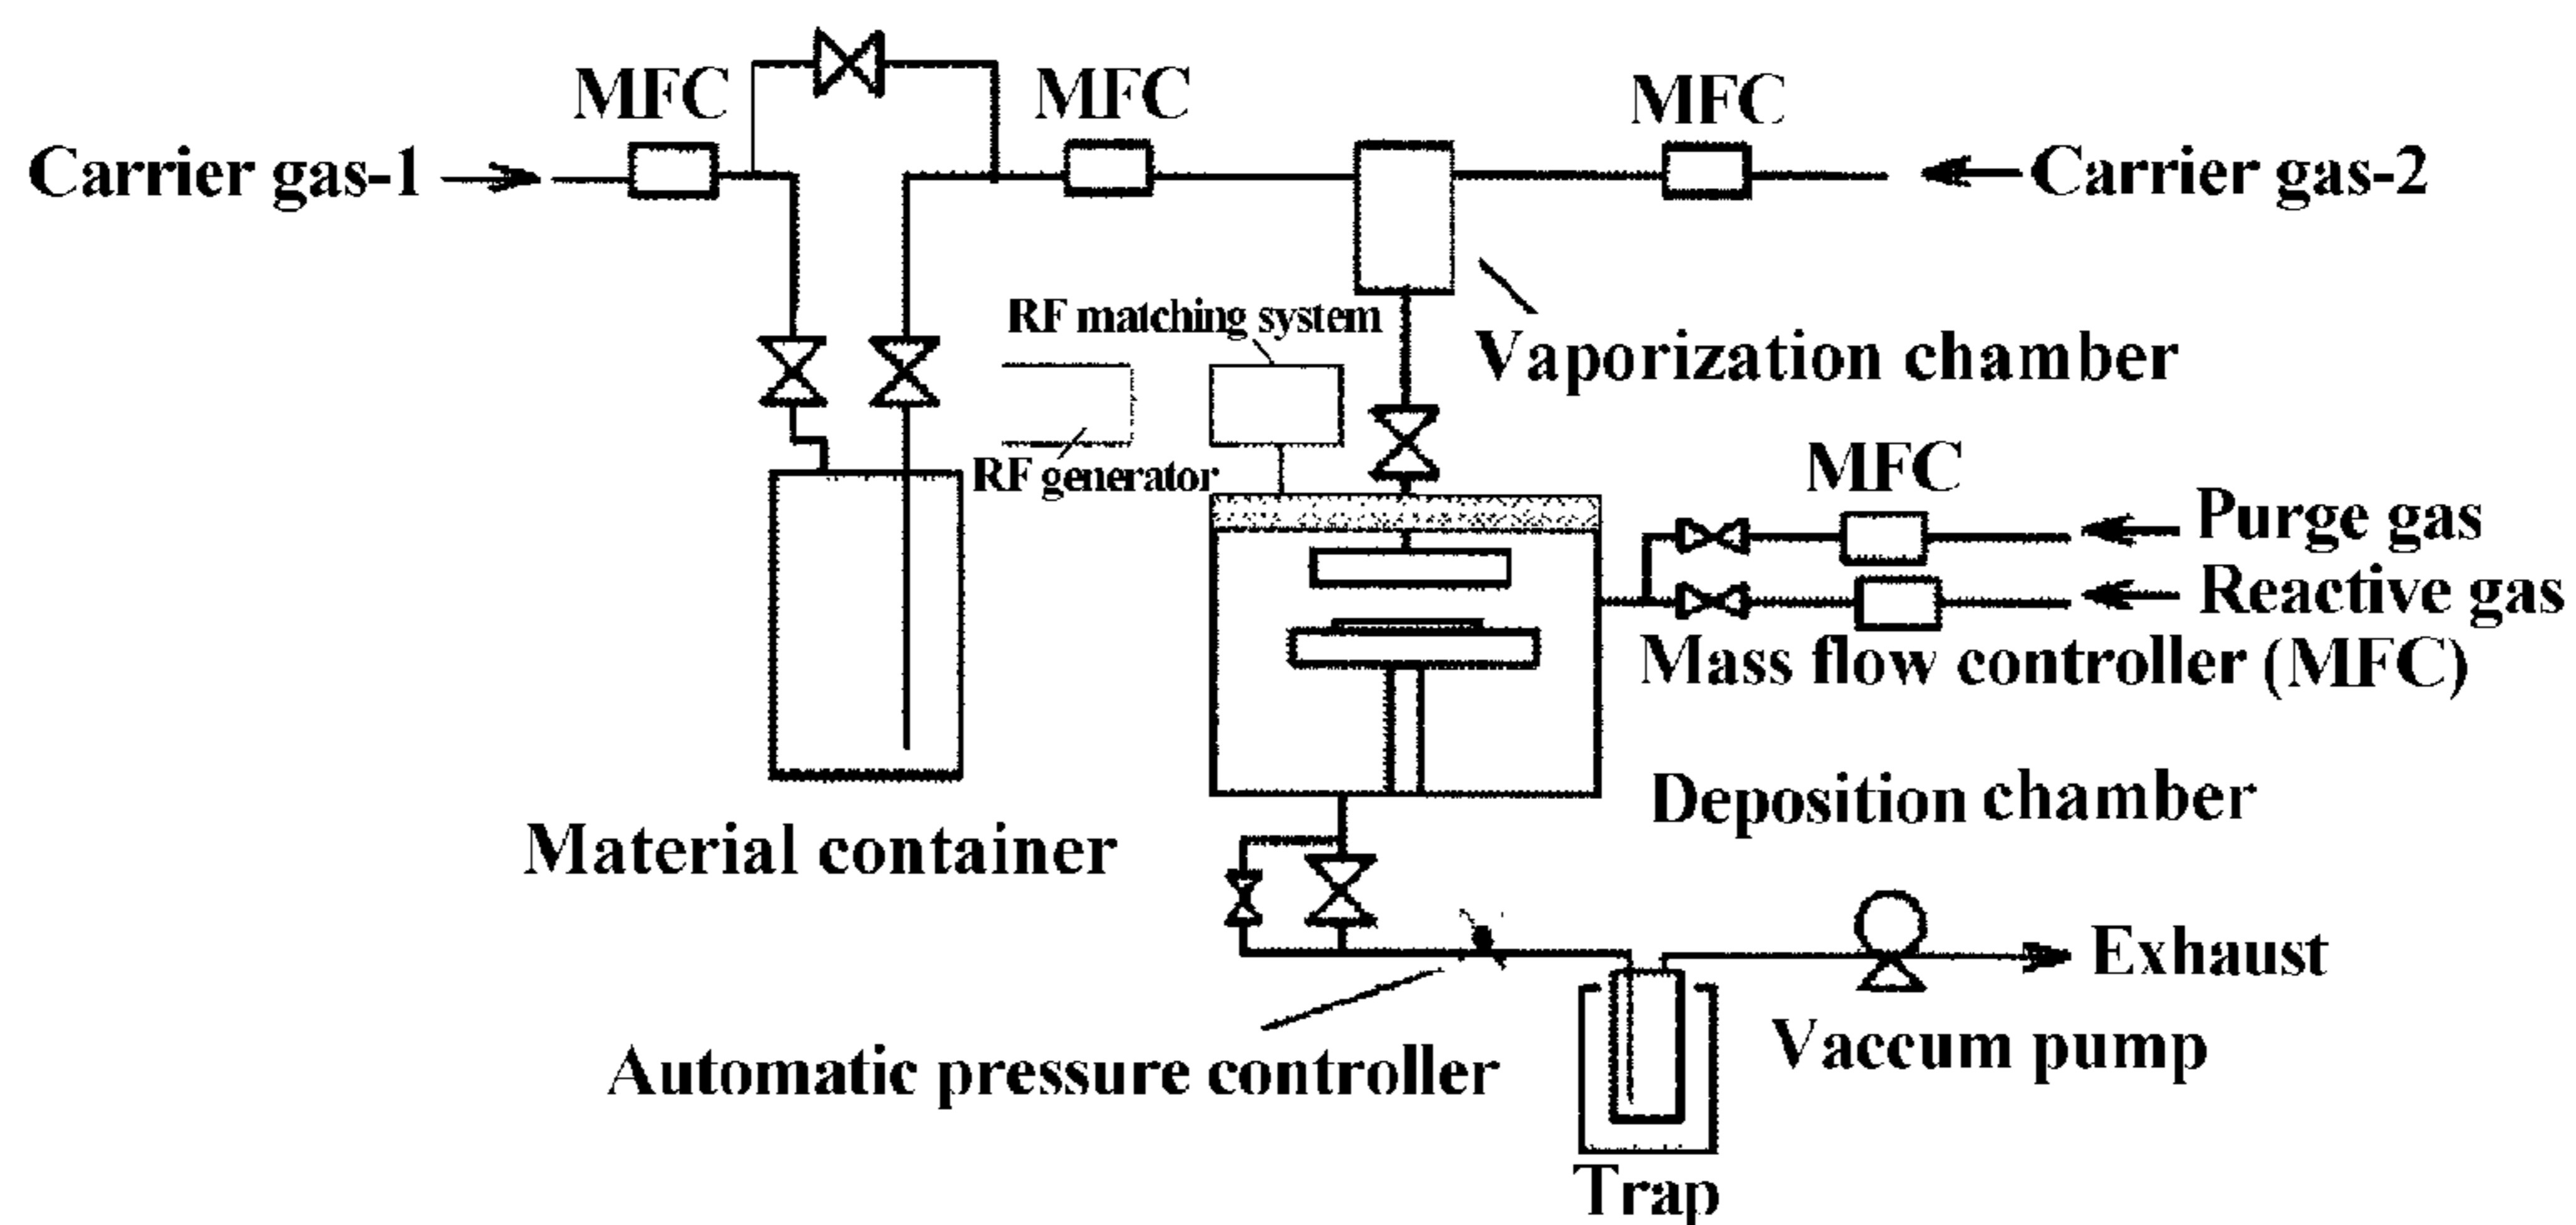 MFC
MFC
MFC
Carrier gas-1
Carrier gas-2
RF matching system
Vaporization chamber
RF generator
MFC
Purge gas
Reactive gas
Mass flow controller (MFC)
Deposition chamber
Material container
Exhaust
Automatic pressure controller
Vaccum pump
Trap